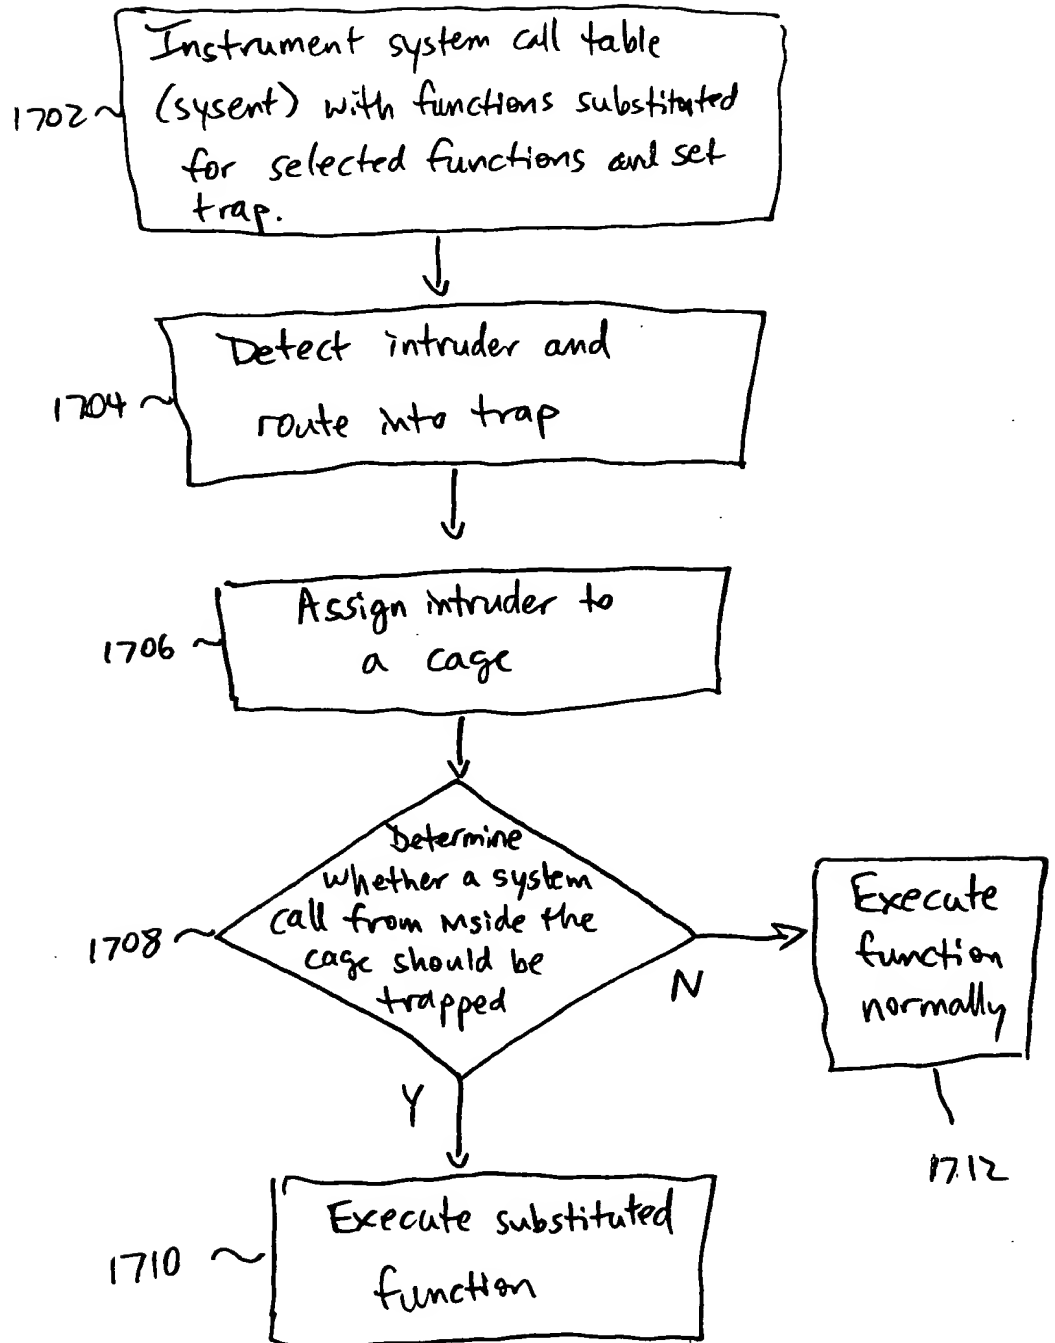 Instrument system call table
(sysent) with functions substituted
for selected functions and set
trap.
1702
Detect intruder and
route into trap
1704
Assign intruder to
a cage
1706
Determine
whether a system
call from inside the
cage should be
trapped
1708
N
Execute
function
normally
1712
Y
Execute substituted
function
1710